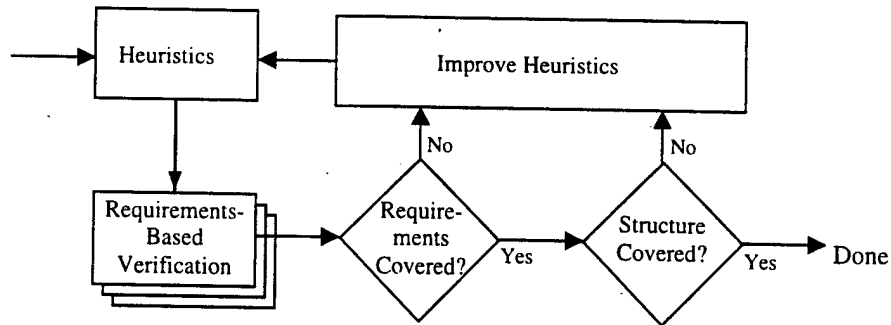 Heuristics
Improve Heuristics
No
No
Requirements-
Based
Verification
Require-
ments
Covered?
Yes
Structure
Covered?
Yes
Done